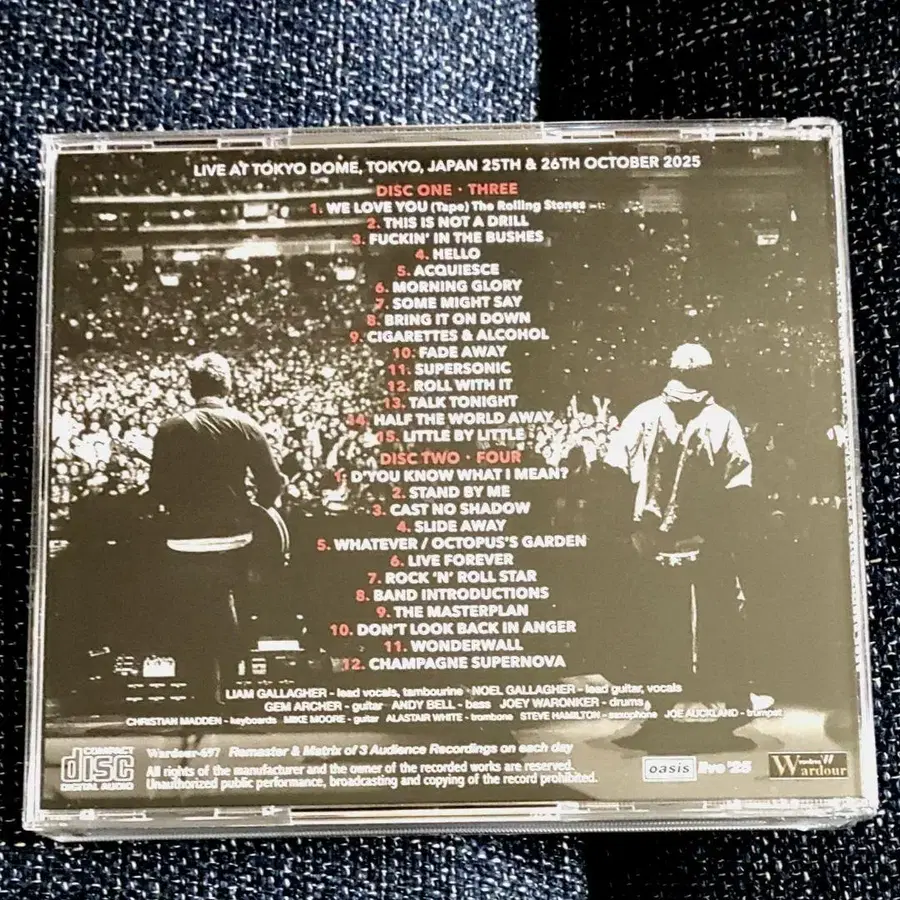 LIVE AT TOKYO DOME, TOKYO, JAPAN 25TH & 26TH OCTOBER 2025
DISC ONE · THREE
1. WE LOVE YOU (Tape) The Rolling Stones
2. THIS IS NOT A DRILL
3. FUCKIN' IN THE BUSHES
4. HELLO
5. ACQUIESCE
6. MORNING GLORY
7. SOME MIGHT SAY
8. BRING IT ON DOWN
9. CIGARETTES & ALCOHOL
10. FADE AWAY
11. SUPERSONIC
12. ROLL WITH IT
13. TALK TONIGHT
14. HALF THE WORLD AWAY
15. LITTLE BY LITTLE
DISC TWO · FOUR
1. D'YOU KNOW WHAT I MEAN?
2. STAND BY ME
3. CAST NO SHADOW
4. SLIDE AWAY
5. WHATEVER / OCTOPUS'S GARDEN
6. LIVE FOREVER
7. ROCK 'N' ROLL STAR
8. BAND INTRODUCTIONS
9. THE MASTERPLAN
10. DON'T LOOK BACK IN ANGER
11. WONDERWALL
12. CHAMPAGNE SUPERNOVA
LIAM GALLAGHER - lead vocals, tambourine · NOEL GALLAGHER - lead guitar, vocals
GEM ARCHER - guitar ANDY BELL - bass JOEY WARONKER - drums
CHRISTIAN MADDEN - keyboards MIKE MOORE - guitar ALASTAIR WHITE - trombone STEVE HAMILTON - saxophone JOE AUCKLAND - trumpet
COMPACT disc DIGITAL AUDIO
Wardour-697 Remaster & Matrix of 3 Audience Recordings on each day
All rights of the manufacturer and the owner of the recorded works are reserved.
Unauthorized public performance, broadcasting and copying of the record prohibited.
oasis live '25
Wardour